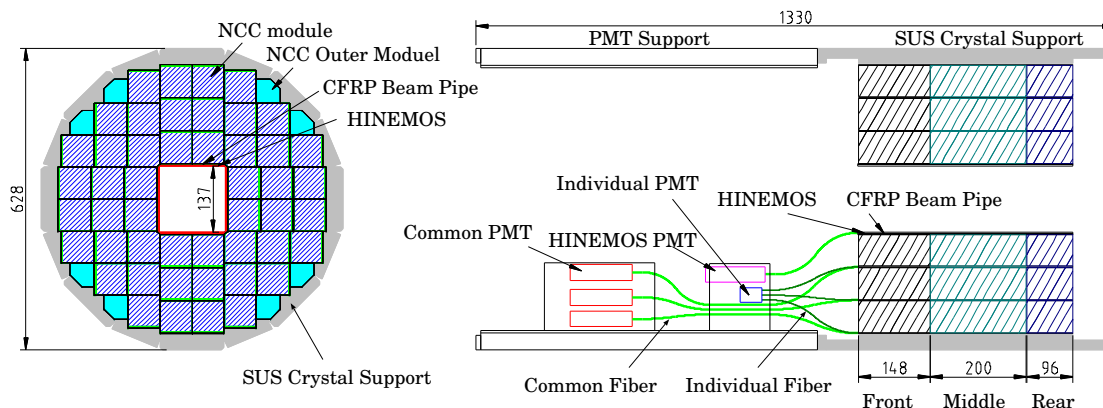 NCC module
NCC Outer Moduel
CFRP Beam Pipe
HINEMOS
628
137
SUS Crystal Support
1330
PMT Support
SUS Crystal Support
Individual PMT
HINEMOS
CFRP Beam Pipe
Common PMT
HINEMOS PMT
Common Fiber
Individual Fiber
148
200
96
Front
Middle
Rear